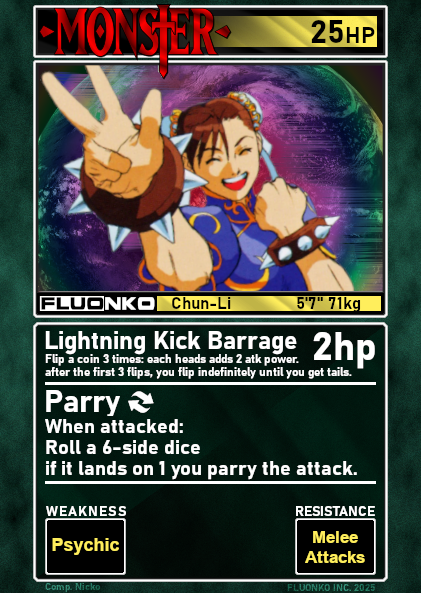 MONSTER
25HP
FLUONKO Chun-Li 5'7" 71kg
Lightning Kick Barrage 2hp
Flip a coin 3 times: each heads adds 2 atk power.
after the first 3 flips, you flip indefinitely until you get tails.
Parry
When attacked:
Roll a 6-side dice
if it lands on 1 you parry the attack.
WEAKNESS RESISTANCE
Psychic
Melee
Attacks
Comp. Nicko FLUONKO INC. 2025